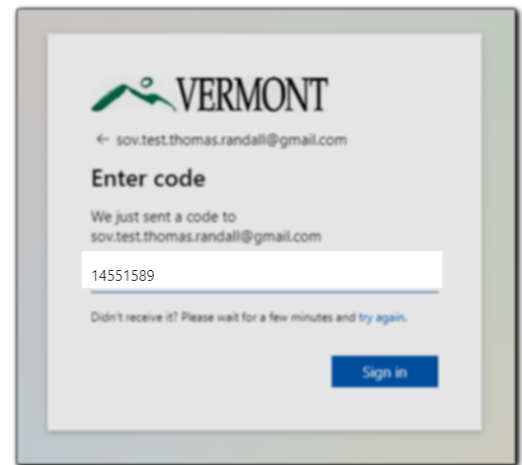 VERMONT
← sov.test.thomas.randall@gmail.com
Enter code
We just sent a code to
sov.test.thomas.randall@gmail.com
14551589
Didn't receive it? Please wait for a few minutes and try again.
Sign in